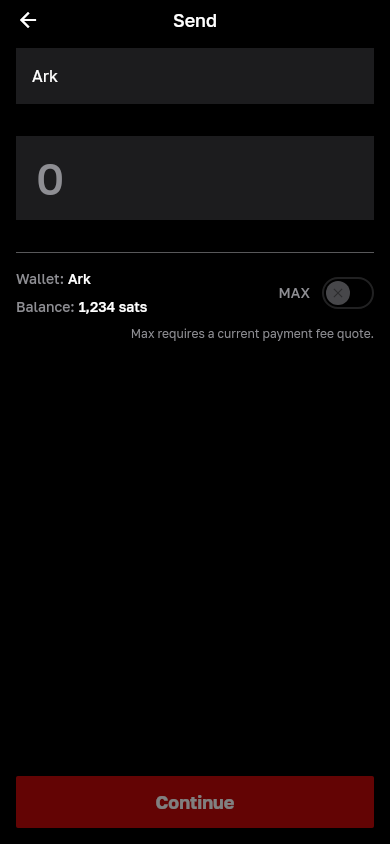 Send
Ark
0
Wallet: Ark
MAX
Balance: 1,234 sats
Max requires a current payment fee quote.
Continue